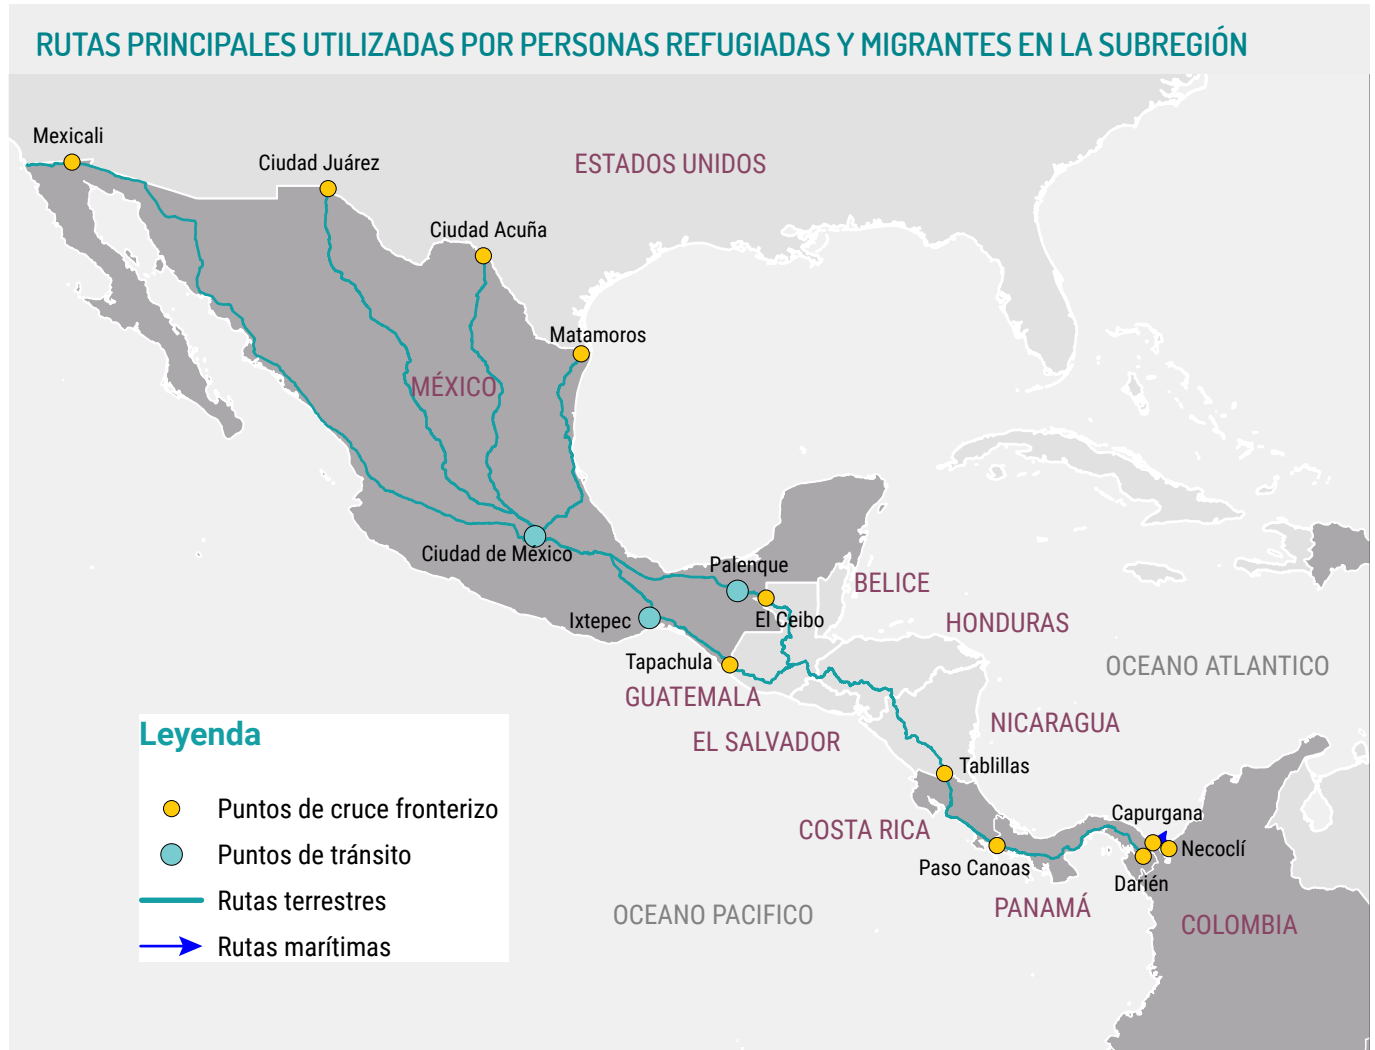 RUTAS PRINCIPALES UTILIZADAS POR PERSONAS REFUGIADAS Y MIGRANTES EN LA SUBREGIÓN
Mexicali
Ciudad Juárez
ESTADOS UNIDOS
Ciudad Acuña
Matamoros
MÉXICO
Ciudad de México
Palenque
BELICE
Ixtepec
El Ceibo
HONDURAS
Tapachula
OCEANO ATLANTICO
GUATEMALA
NICARAGUA
EL SALVADOR
Tablillas
Capurgana
COSTA RICA
Necoclí
Paso Canoas
Darién
PANAMÁ
OCEANO PACIFICO
COLOMBIA
Leyenda
Puntos de cruce fronterizo
Puntos de tránsito
Rutas terrestres
Rutas marítimas